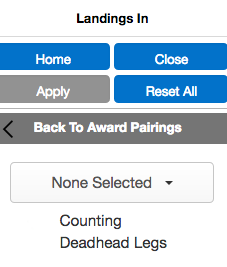 Landings In
Home Close
Apply Reset All
Back To Award Pairings
None Selected
Counting
Deadhead Legs